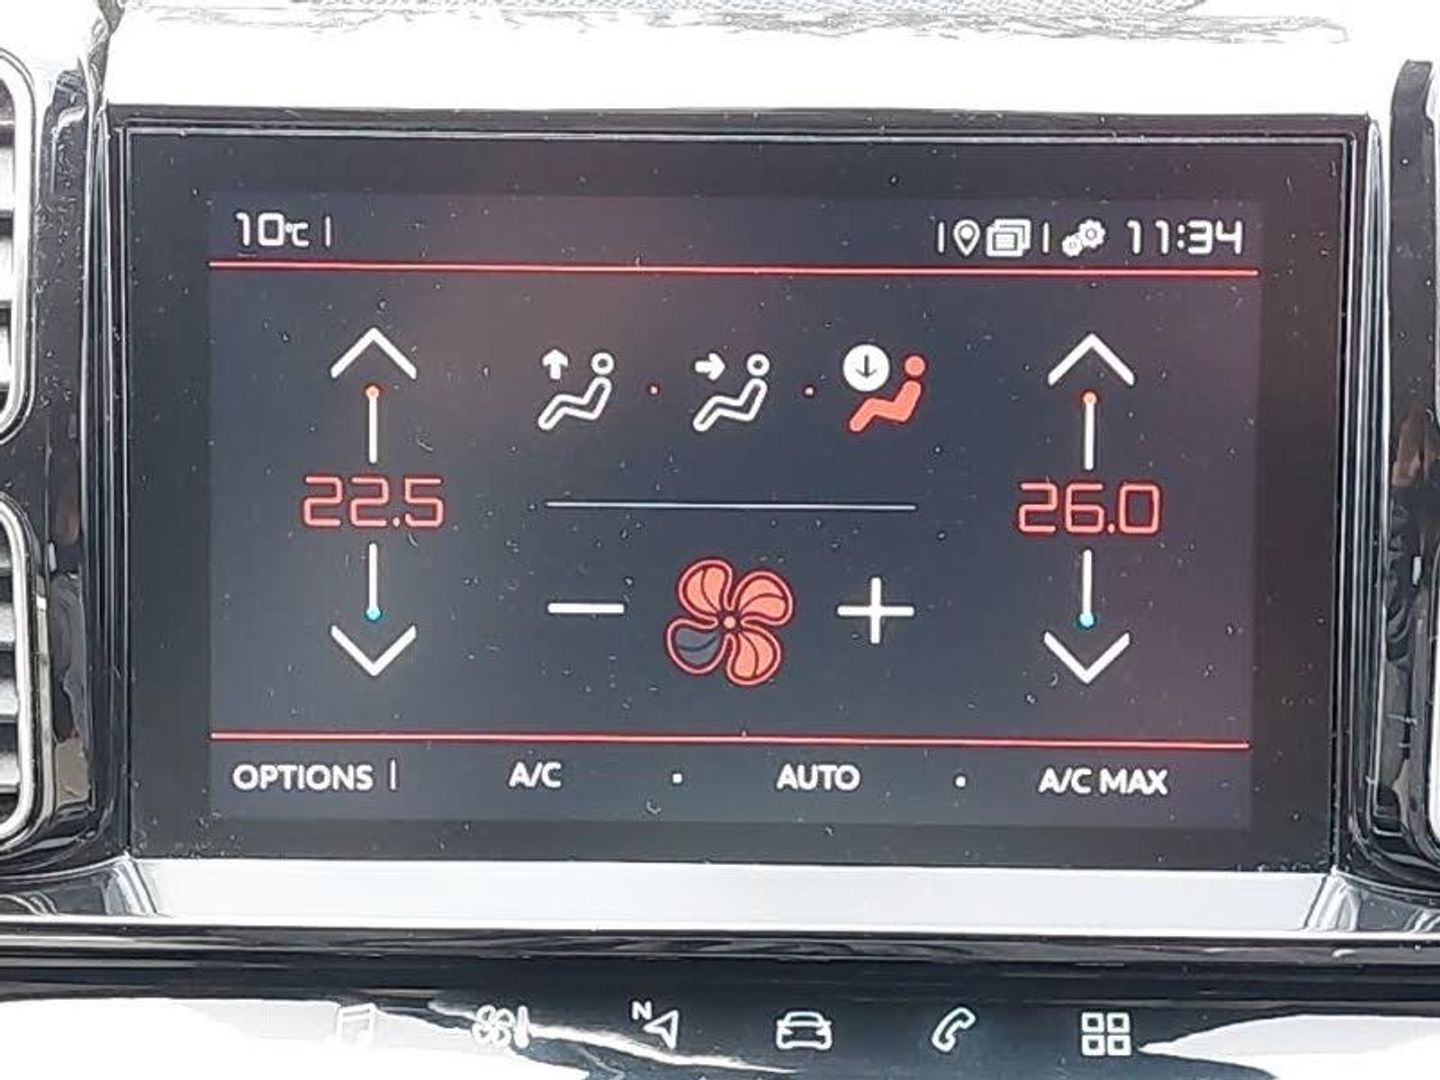 10°C 11:34
22.5 26.0
OPTIONS A/C AUTO A/C MAX
N